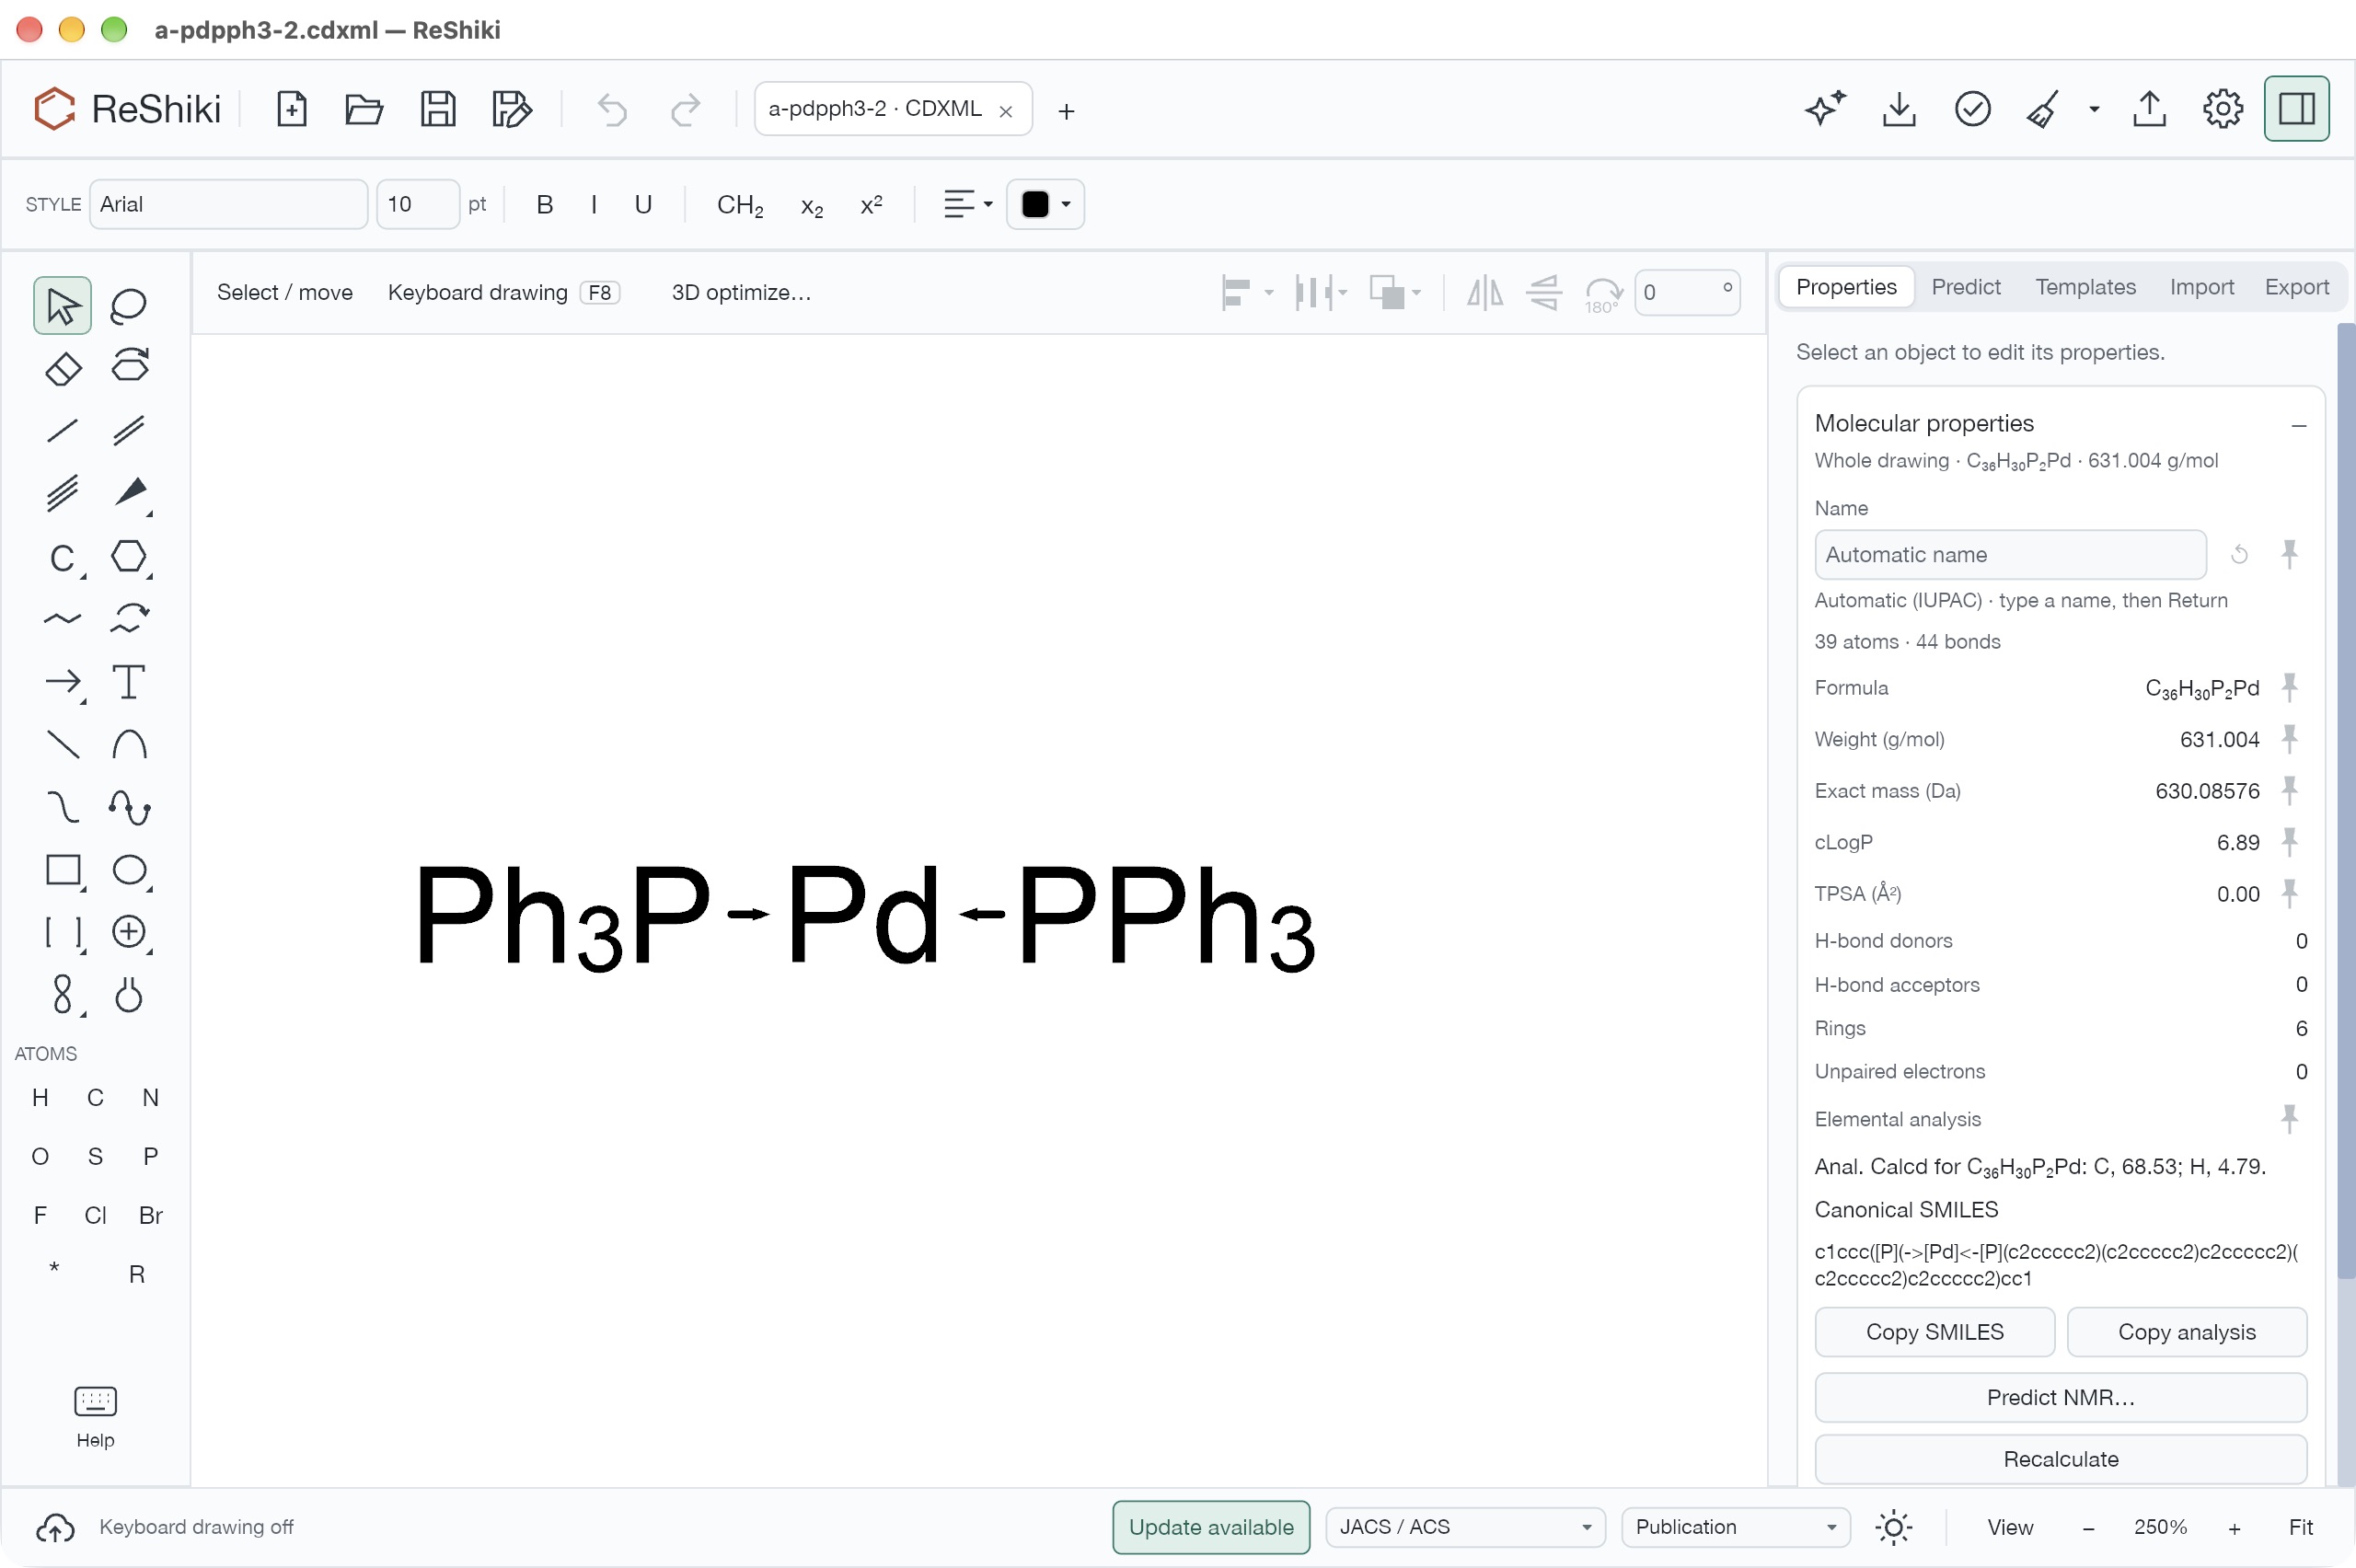 a-pdpph3-2.cdxml — ReShiki
ReShiki
a-pdpph3-2 · CDXML ×
+
STYLE Arial 10 pt B I U CH₂ x₂ x²
Select / move Keyboard drawing F8 3D optimize... 180° 0 °
Properties Predict Templates Import Export
Select an object to edit its properties.
Molecular properties –
Whole drawing · C₃₆H₃₀P₂Pd · 631.004 g/mol
Name
Automatic name
Automatic (IUPAC) · type a name, then Return
39 atoms · 44 bonds
Formula C₃₆H₃₀P₂Pd
Weight (g/mol) 631.004
Exact mass (Da) 630.08576
cLogP 6.89
TPSA (Å²) 0.00
H-bond donors 0
H-bond acceptors 0
Rings 6
Unpaired electrons 0
Elemental analysis
Anal. Calcd for C₃₆H₃₀P₂Pd: C, 68.53; H, 4.79.
Canonical SMILES
c1ccc([P](->[Pd]<-[P](c2ccccc2)(c2ccccc2)c2ccccc2)(
c2ccccc2)c2ccccc2)cc1
Copy SMILES Copy analysis
Predict NMR...
Recalculate
Ph₃P→Pd←PPh₃
C
T
[ ]
ATOMS
H C N
O S P
F Cl Br
* R
Help
Keyboard drawing off
Update available JACS / ACS Publication View – 250% + Fit